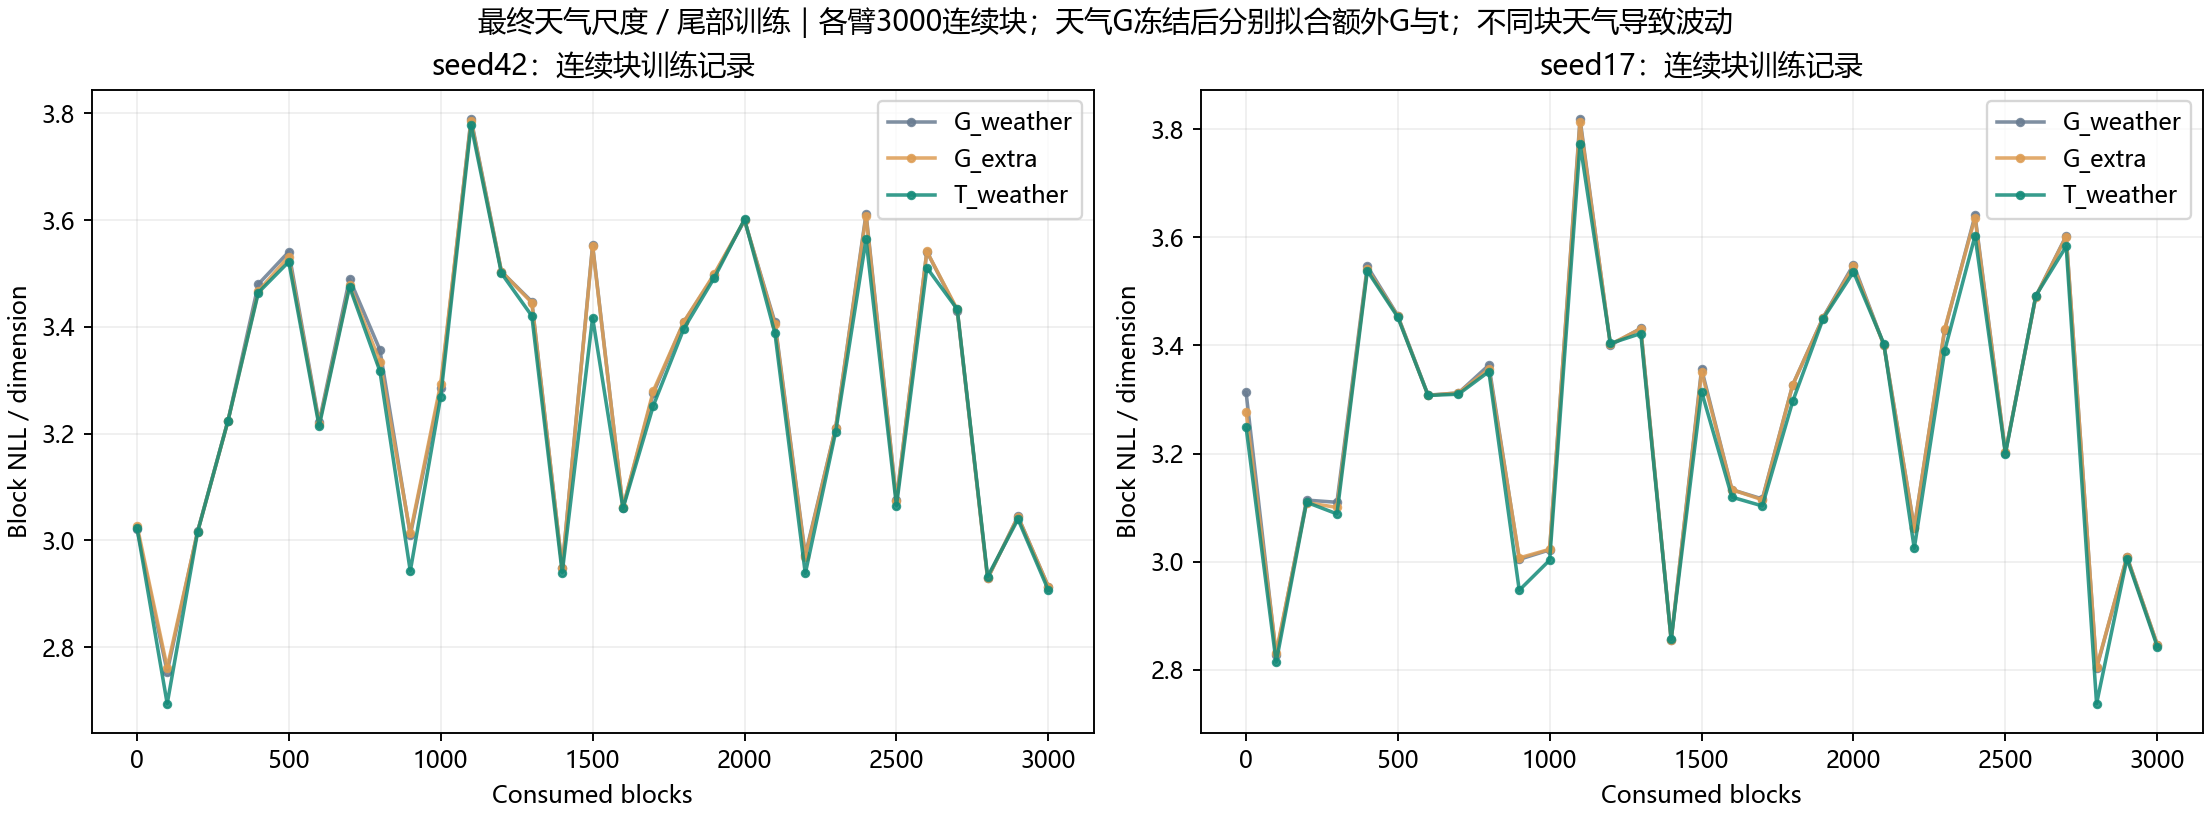 最终天气尺度 / 尾部训练 | 各臂3000连续块；天气G冻结后分别拟合额外G与t；不同块天气导致波动
seed42：连续块训练记录
Block NLL / dimension
3.8
3.6
3.4
3.2
3.0
2.8
G_weather
G_extra
T_weather
0 500 1000 1500 2000 2500 3000
Consumed blocks
seed17：连续块训练记录
Block NLL / dimension
3.8
3.6
3.4
3.2
3.0
2.8
G_weather
G_extra
T_weather
0 500 1000 1500 2000 2500 3000
Consumed blocks